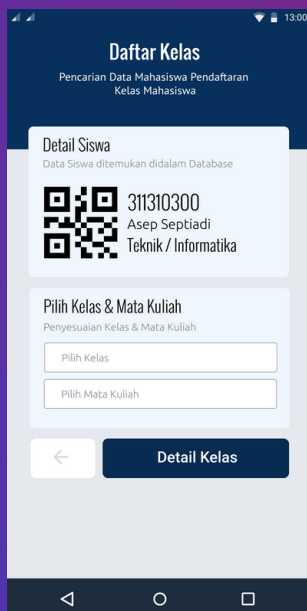 13:00
Daftar Kelas
Pencarian Data Mahasiswa Pendaftaran
Kelas Mahasiswa
Detail Siswa
Data Siswa ditemukan didalam Database
311310300
Asep Septiadi
Teknik / Informatika
Pilih Kelas & Mata Kuliah
Penyesuaian Kelas & Mata Kuliah
Pilih Kelas
Pilih Mata Kuliah
Detail Kelas